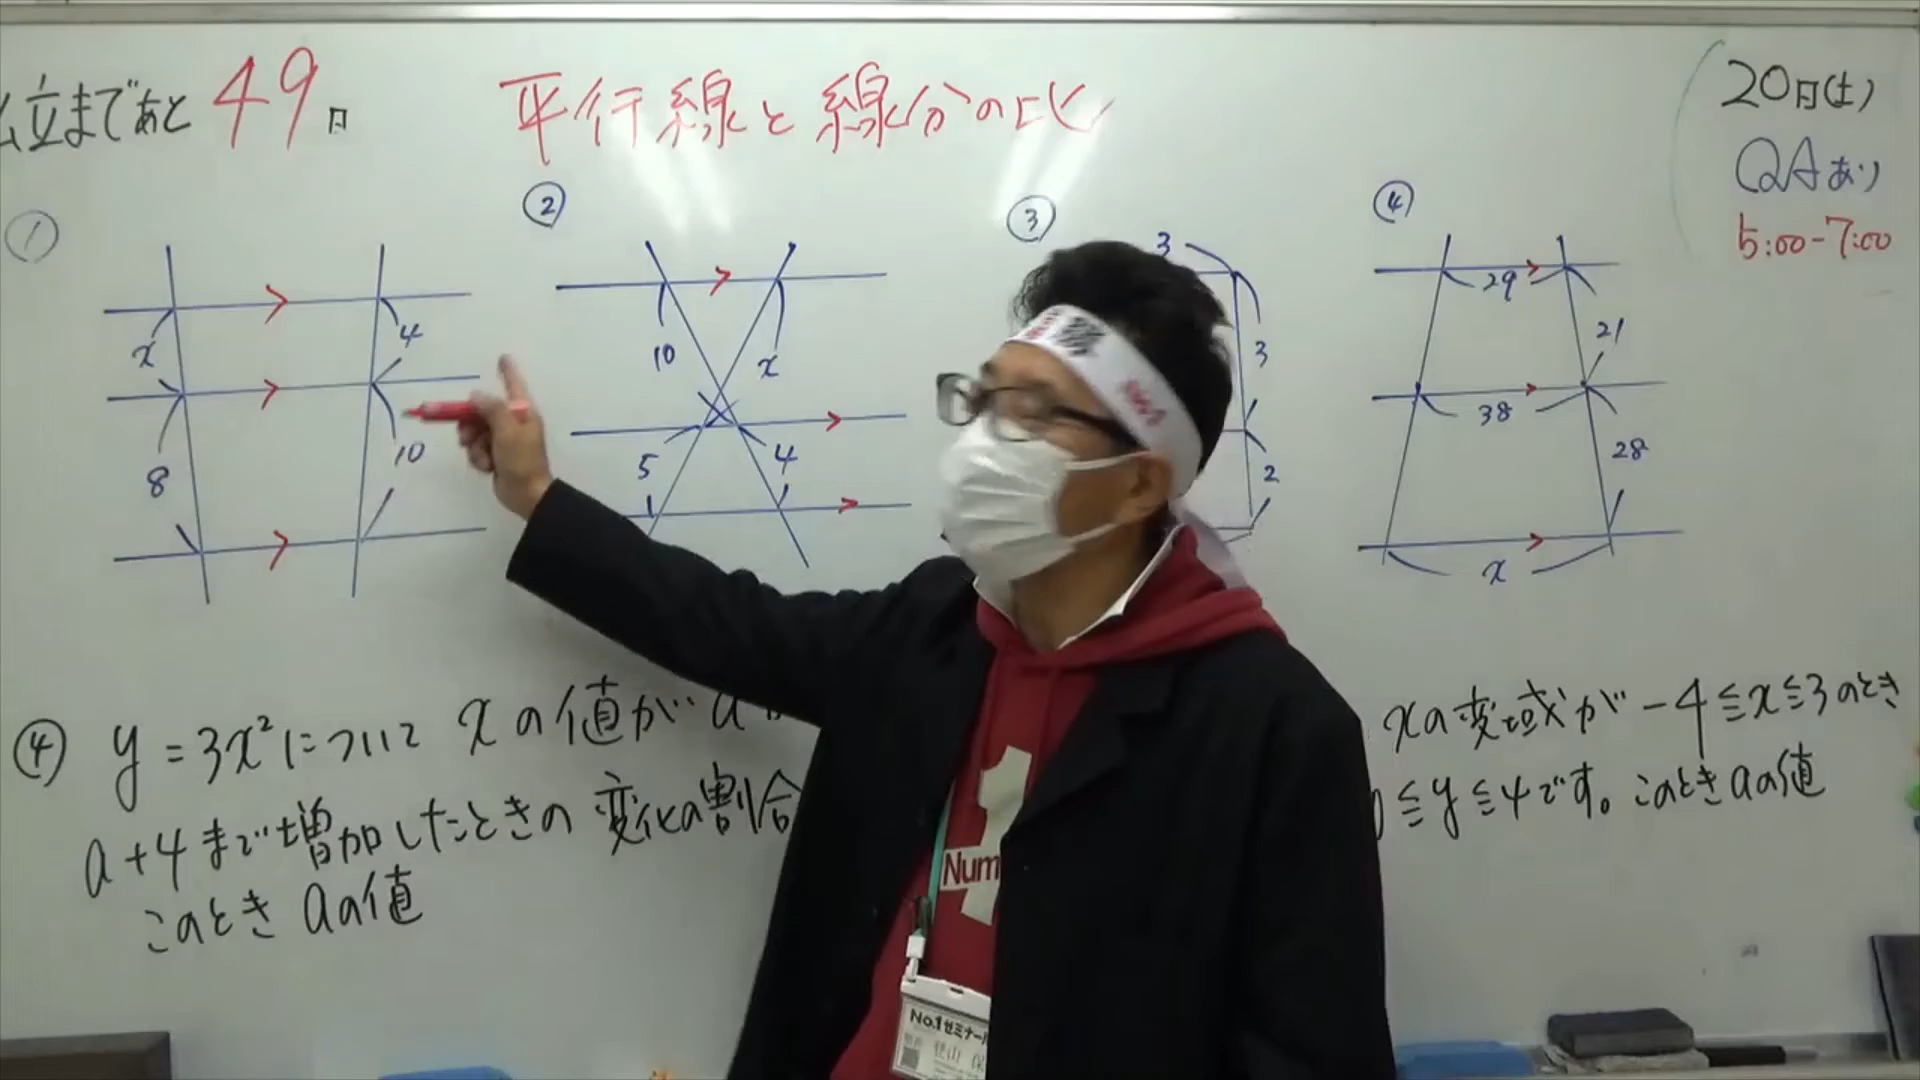 公立まであと49日
平行線と線分の比
20日(土)
QAあり
5:00-7:00
①
x
8
4
10
②
10
x
5
4
③
3
3
2
④
29
21
38
28
x
④ y=3x²について xの値がa
a+4まで増加したときの変化の割合
このとき aの値
xの変域が-4≦x≦3のとき
≦y≦4です。このときaの値
Num
No.1ゼミナール